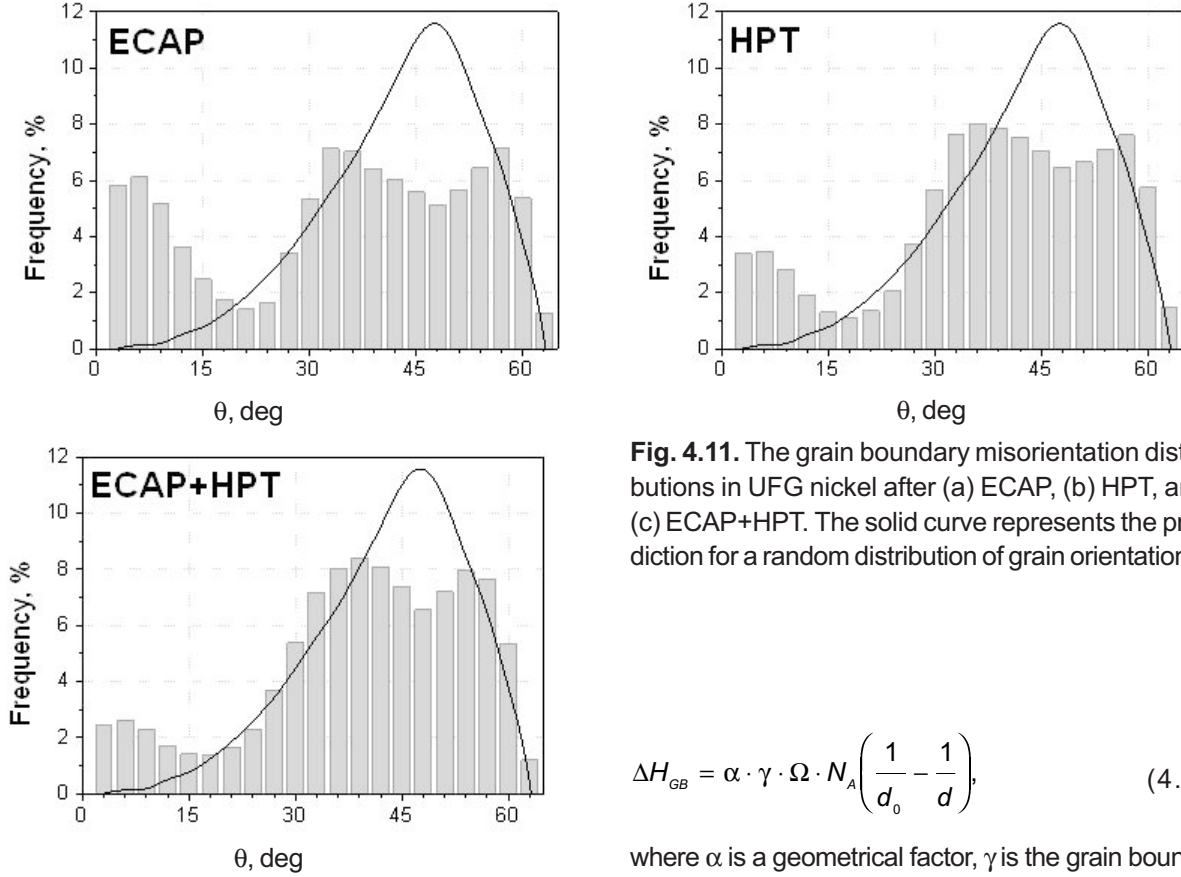 12
10
8
6
4
2
0
ECAP
Frequency, %
0 15 30 45 60
θ, deg
12
10
8
6
4
2
0
HPT
Frequency, %
0 15 30 45 60
θ, deg
12
10
8
6
4
2
0
ECAP+HPT
Frequency, %
0 15 30 45 60
θ, deg
Fig. 4.11. The grain boundary misorientation dist
butions in UFG nickel after (a) ECAP, (b) HPT, a
(c) ECAP+HPT. The solid curve represents the pr
diction for a random distribution of grain orientation
ΔH_GB = α · γ · Ω · N_A (1/d_0 − 1/d), (4.
where α is a geometrical factor, γ is the grain boun